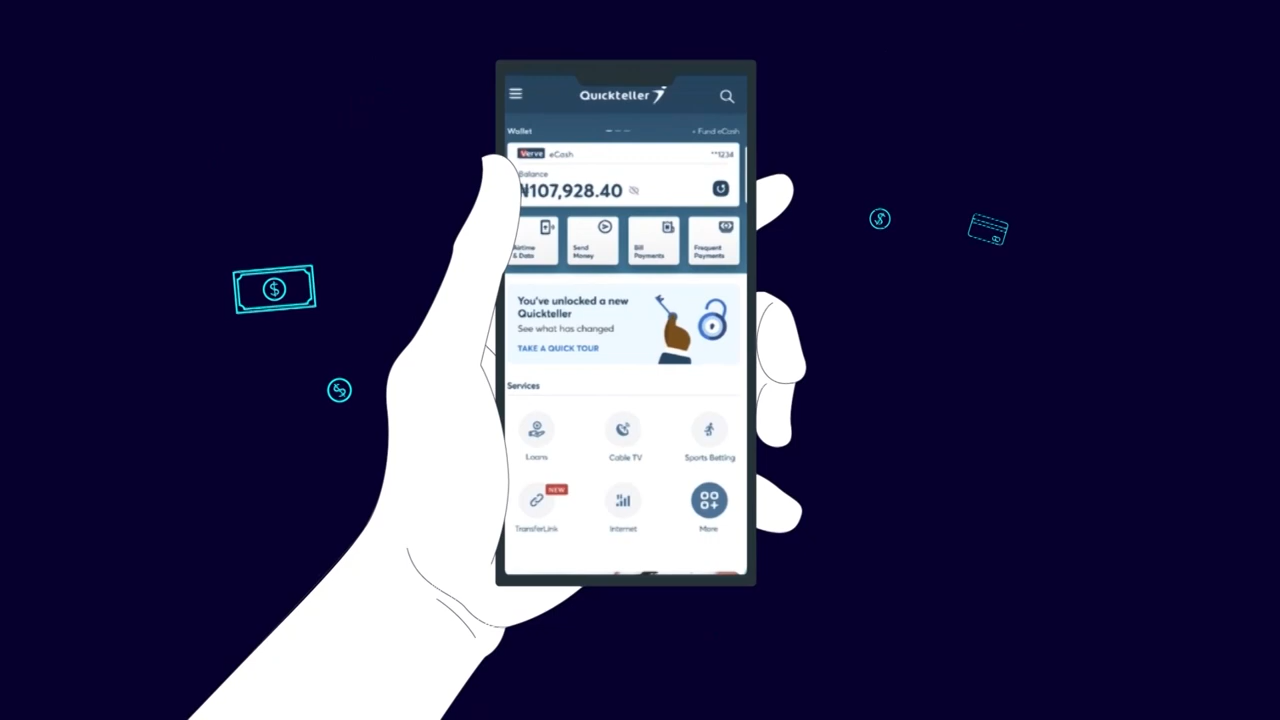 Quickteller
Wallet
+ Fund eCash
Verve eCash
**1234
Balance
₦107,928.40
Airtime
& Data
Send
Money
Bill
Payments
Frequent
Payments
You've unlocked a new
Quickteller
See what has changed
TAKE A QUICK TOUR
Services
Loans
Cable TV
Sports Betting
NEW
TransferLink
Internet
More